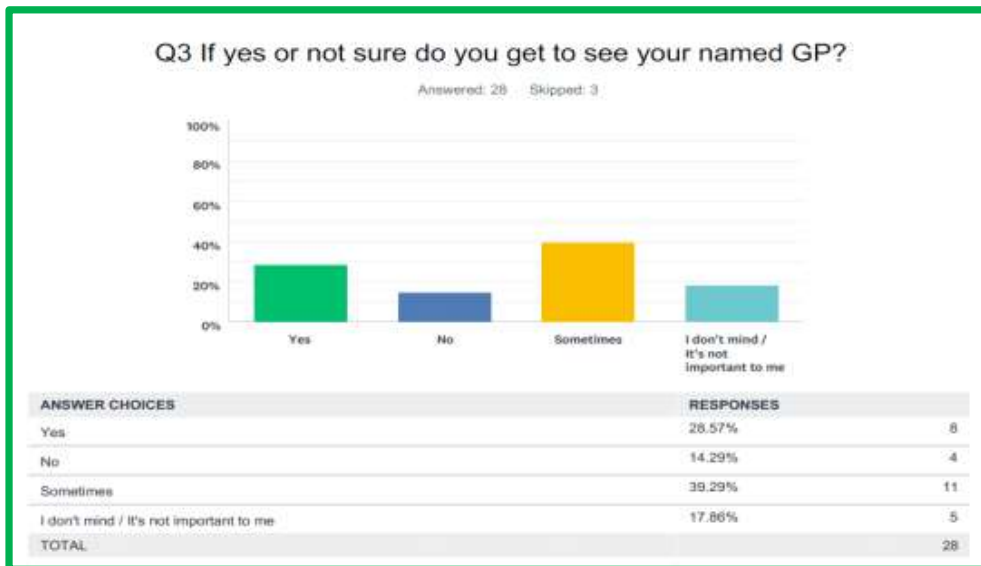 Q3 If yes or not sure do you get to see your named GP?
Answered: 28 Skipped: 3
100%
80%
60%
40%
20%
0%
Yes
No
Sometimes
I don't mind /
It's not
important to me
ANSWER CHOICES RESPONSES
Yes 28.57% 8
No 14.29% 4
Sometimes 39.29% 11
I don't mind / It's not important to me 17.86% 5
TOTAL 28